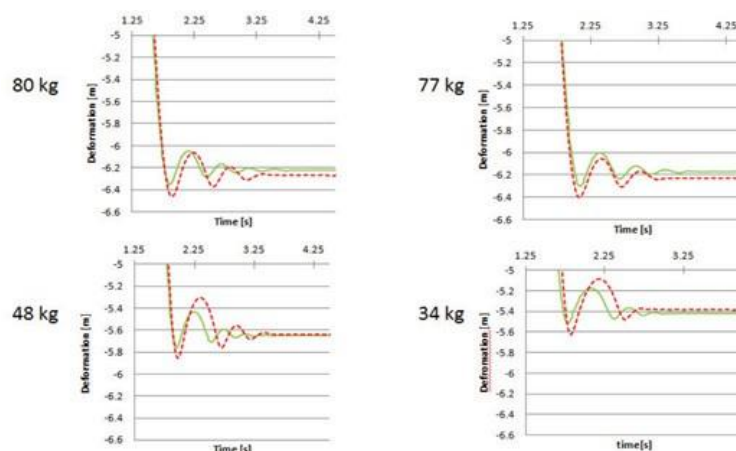 80 kg
1.25 2.25 3.25 4.25
-5
-5.2
-5.4
-5.6
-5.8
-6
-6.2
-6.4
-6.6
Deformation [m]
Time [s]
77 kg
1.25 2.25 3.25 4.25
-5
-5.2
-5.4
-5.6
-5.8
-6
-6.2
-6.4
-6.6
Deformation [m]
Time [s]
48 kg
1.25 2.25 3.25 4.25
-5
-5.2
-5.4
-5.6
-5.8
-6
-6.2
-6.4
-6.6
Deformation [m]
Time [s]
34 kg
1.25 2.25 3.25
-5
-5.2
-5.4
-5.6
-5.8
-6
-6.2
-6.4
-6.6
Defromation [m]
time[s]